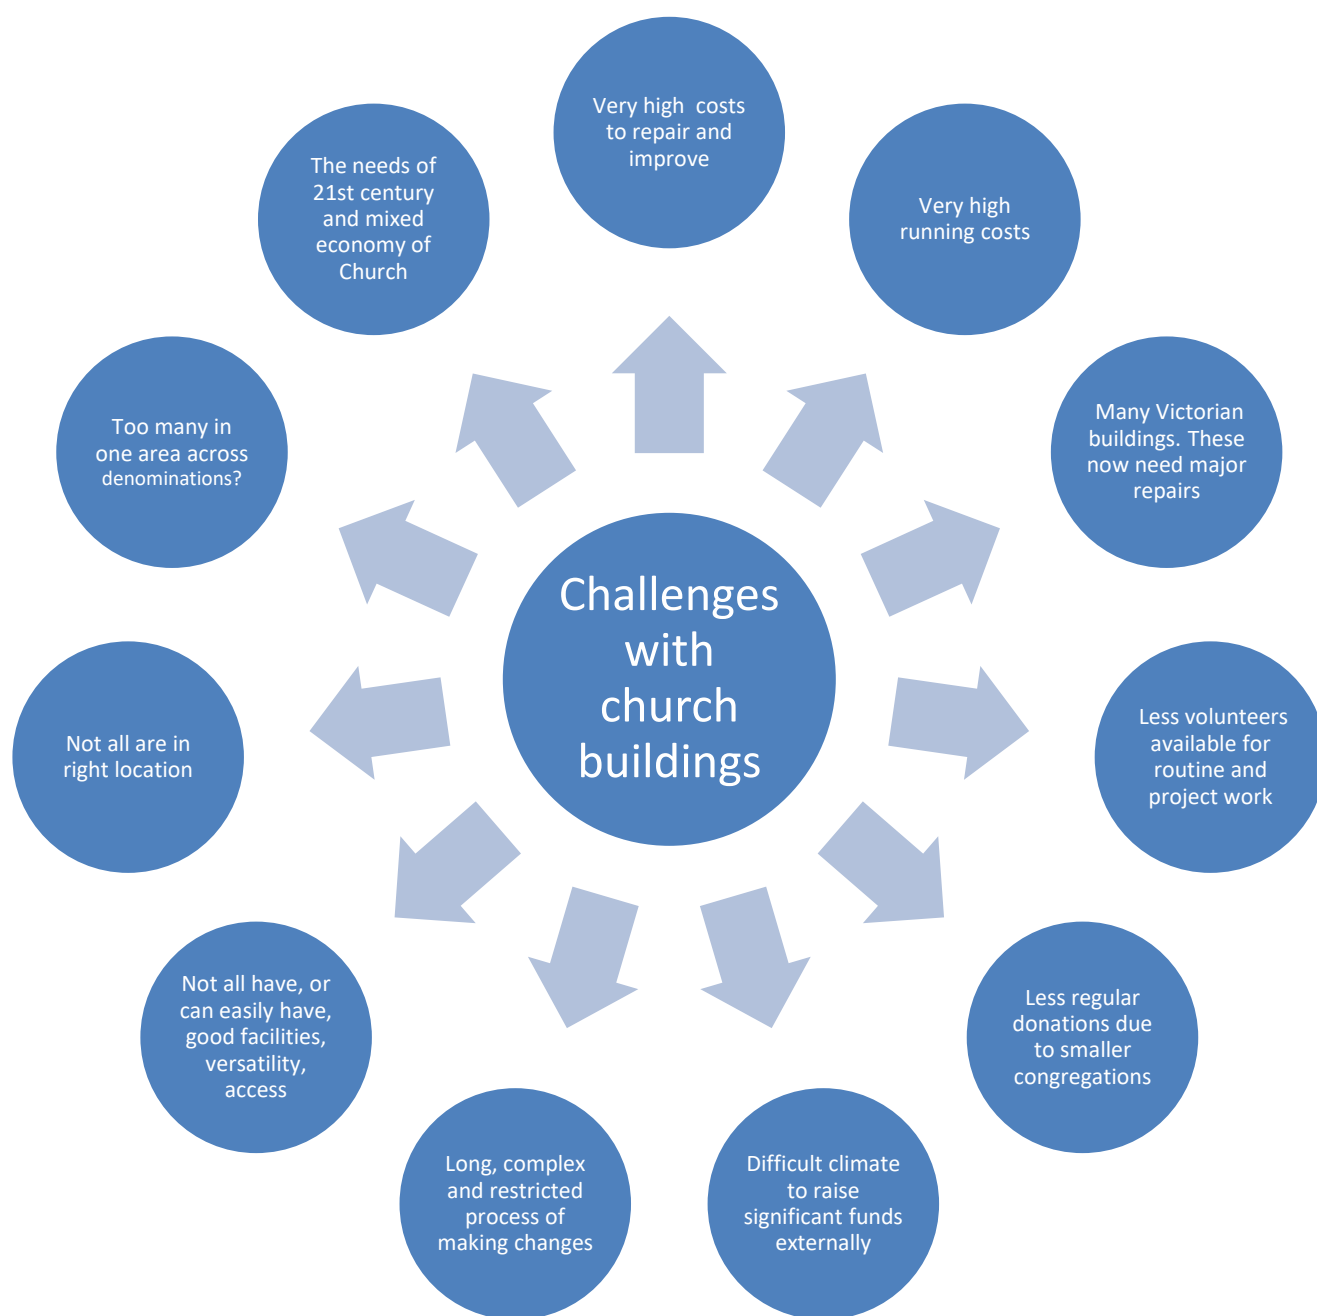 Very high  costs
to repair and
improve
Very high
running costs
Many Victorian
buildings. These
now need major
repairs
Less volunteers
available for
routine and
project work
Less regular
donations due
to smaller
congregations
Difficult climate
to raise
significant funds
externally
Long, complex
and restricted
process of
making changes
Not all have, or
can easily have,
good facilities,
versatility,
access
Not all are in
right location
Too many in
one area across
denominations?
The needs of
21st century
and mixed
economy of
Church
Challenges
with
church
buildings